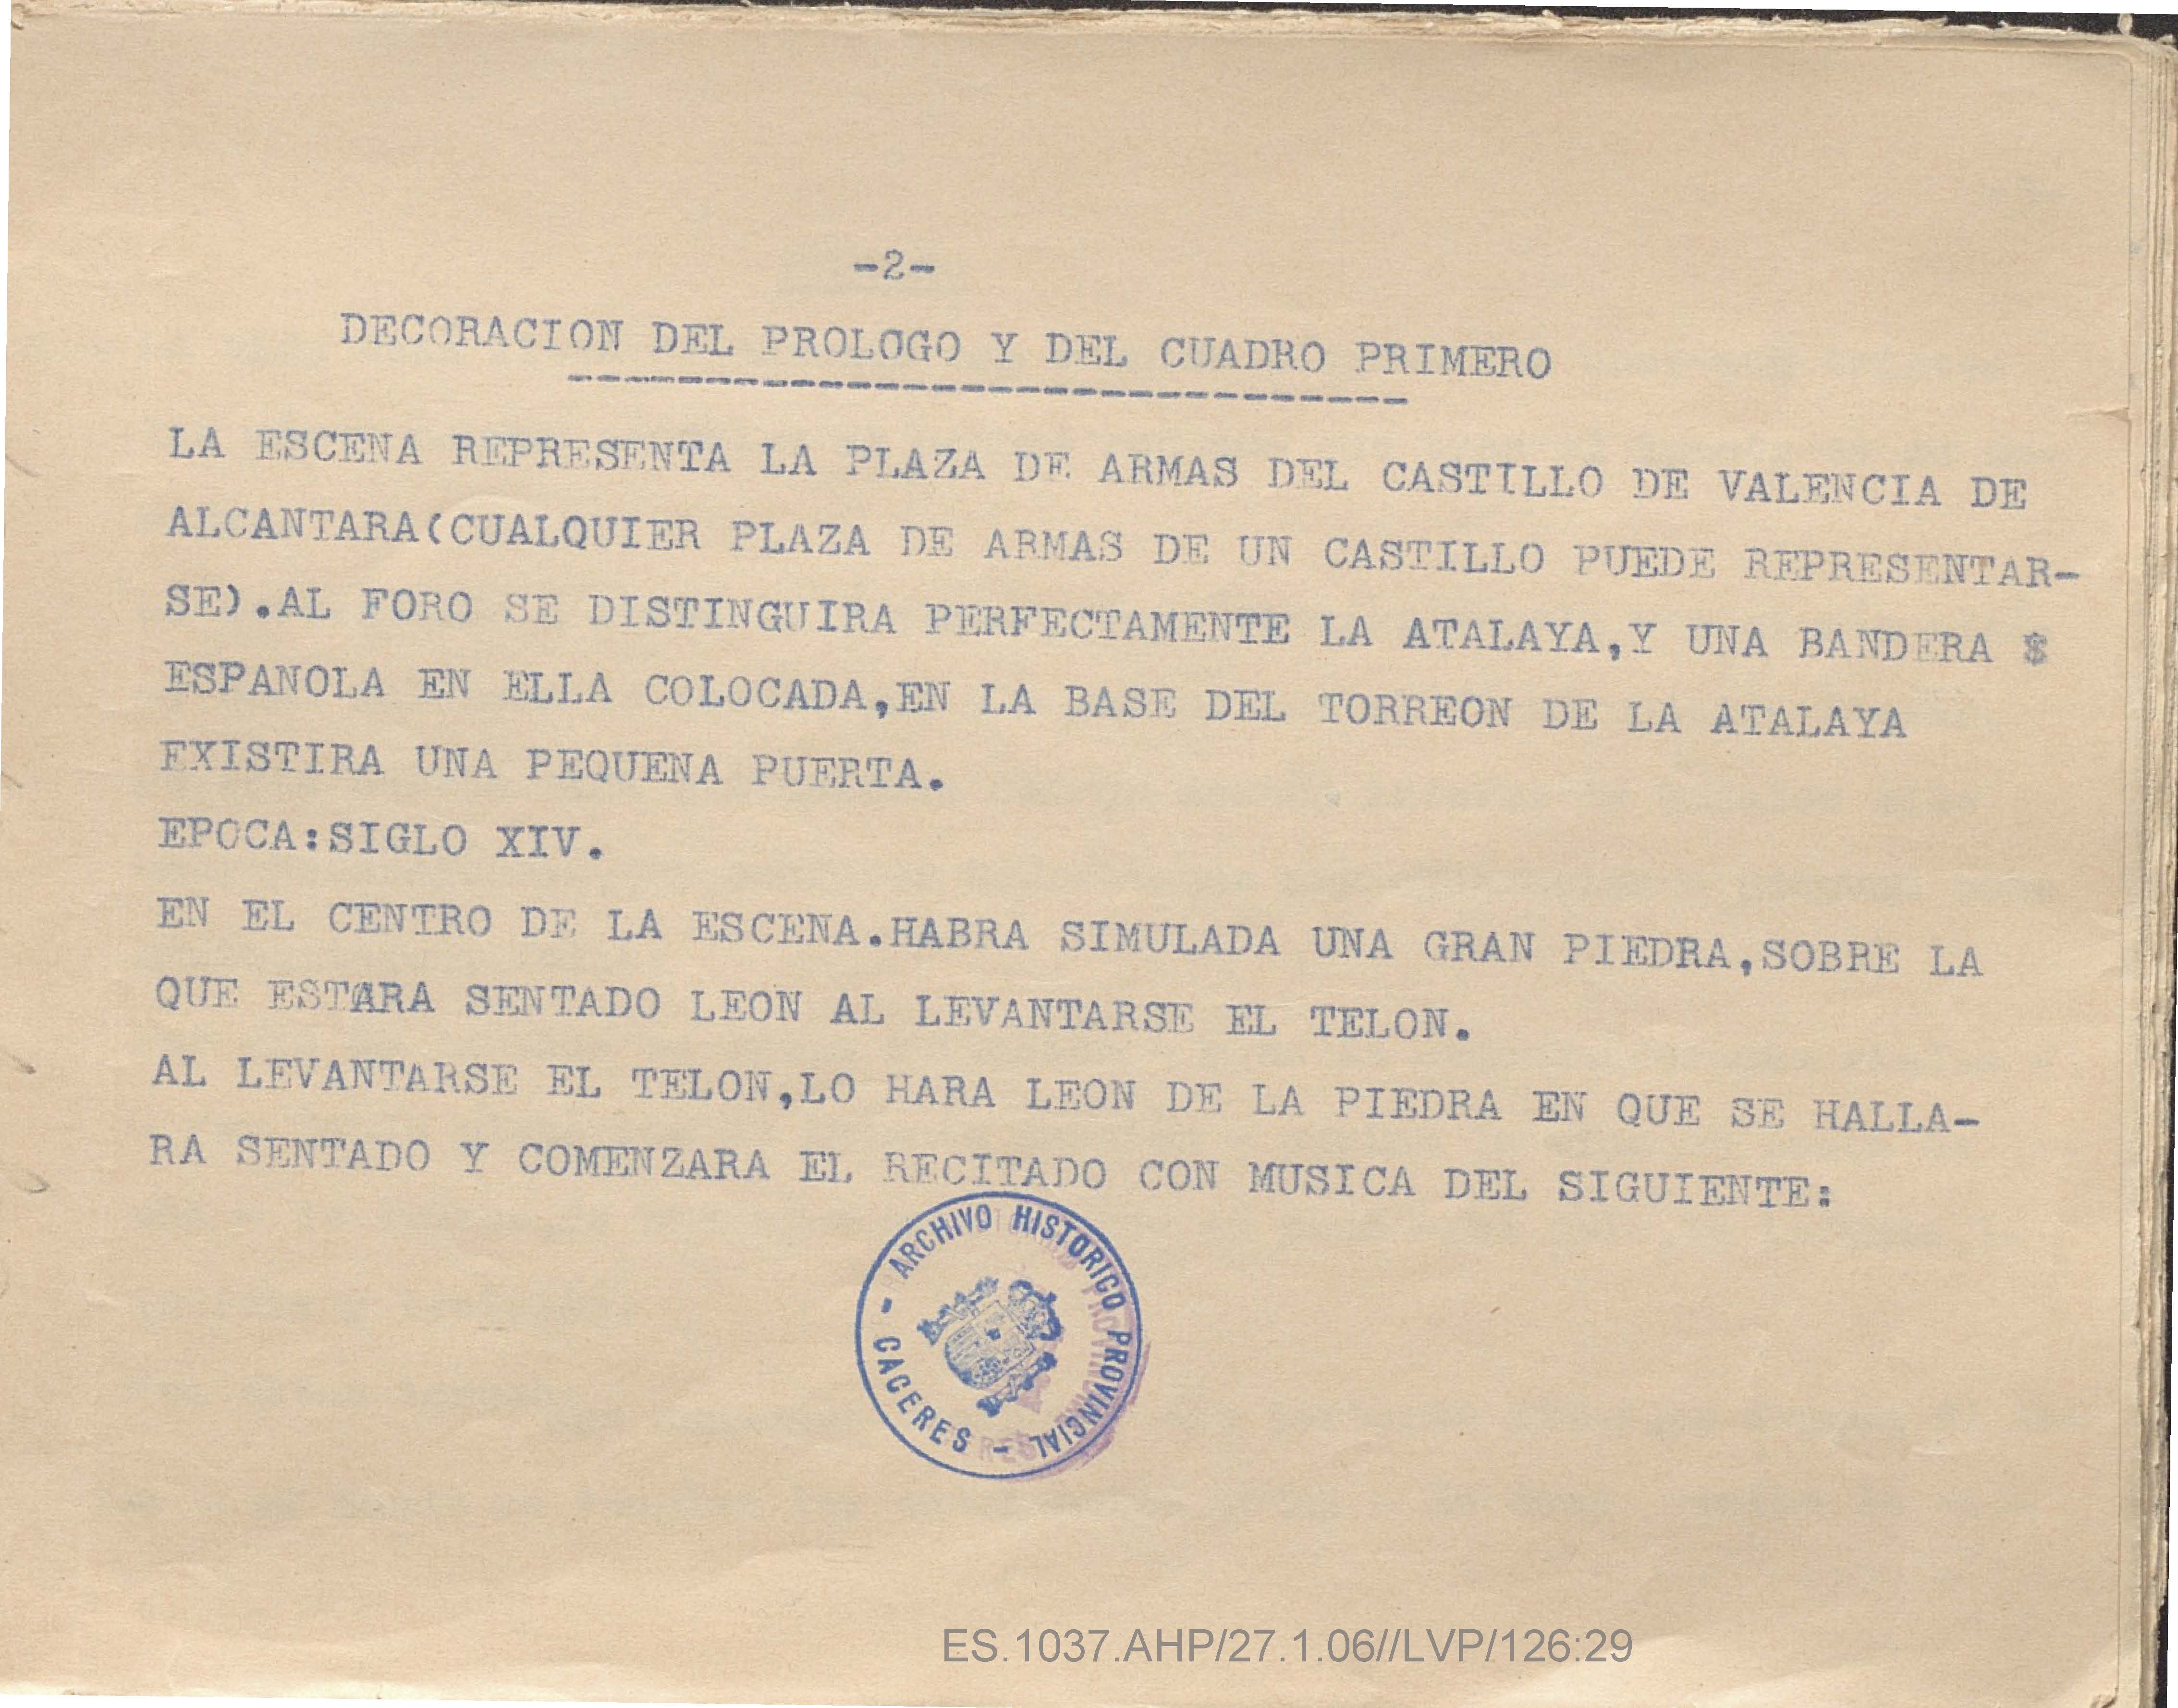 -2-
DECORACION DEL PROLOGO Y DEL CUADRO PRIMERO
LA ESCENA REPRESENTA LA PLAZA DE ARMAS DEL CASTILLO DE VALENCIA DE
ALCANTARA(CUALQUIER PLAZA DE ARMAS DE UN CASTILLO PUEDE REPRESENTAR-
SE).AL FORO SE DISTINGUIRA PERFECTAMENTE LA ATALAYA,Y UNA BANDERA $
ESPANOLA EN ELLA COLOCADA,EN LA BASE DEL TORREON DE LA ATALAYA
EXISTIRA UNA PEQUENA PUERTA.
EPOCA:SIGLO XIV.
EN EL CENTRO DE LA ESCENA.HABRA SIMULADA UNA GRAN PIEDRA,SOBRE LA
QUE ESTARA SENTADO LEON AL LEVANTARSE EL TELON.
AL LEVANTARSE EL TELON,LO HARA LEON DE LA PIEDRA EN QUE SE HALLA-
RA SENTADO Y COMENZARA EL RECITADO CON MUSICA DEL SIGUIENTE:
- ARCHIVO HISTORICO PROVINCIAL -
CACERES
ES.1037.AHP/27.1.06//LVP/126:29